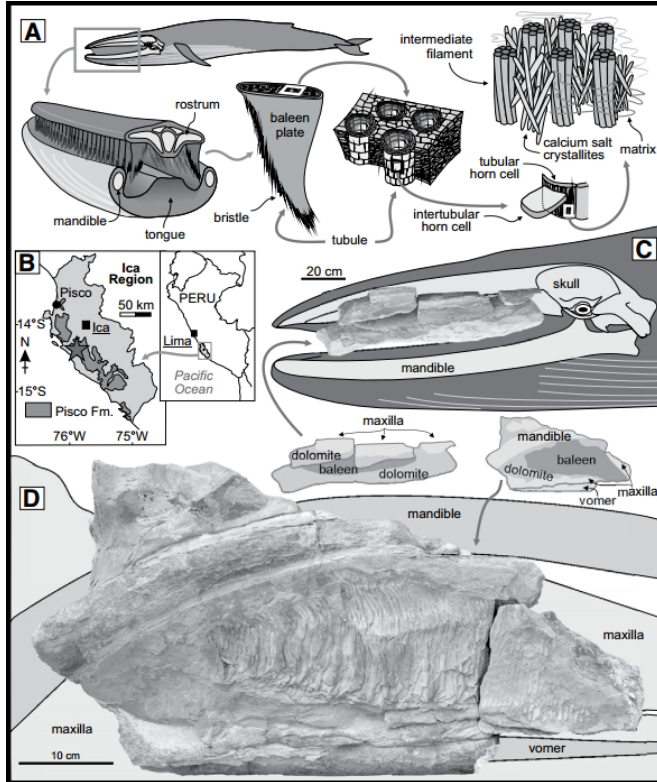 A
intermediate
filament
rostrum
baleen
plate
calcium salt
crystallites
matrix
tubular
horn cell
mandible
tongue
bristle
tubule
intertubular
horn cell
B
Ica
Region
Pisco
50 km
PERU
-14°S
Ica
N
Lima
-15°S
Pacific
Ocean
Pisco Fm.
76°W
75°W
C
20 cm
skull
mandible
maxilla
dolomite
baleen
dolomite
mandible
baleen
dolomite
vomer
maxilla
D
mandible
maxilla
maxilla
10 cm
vomer